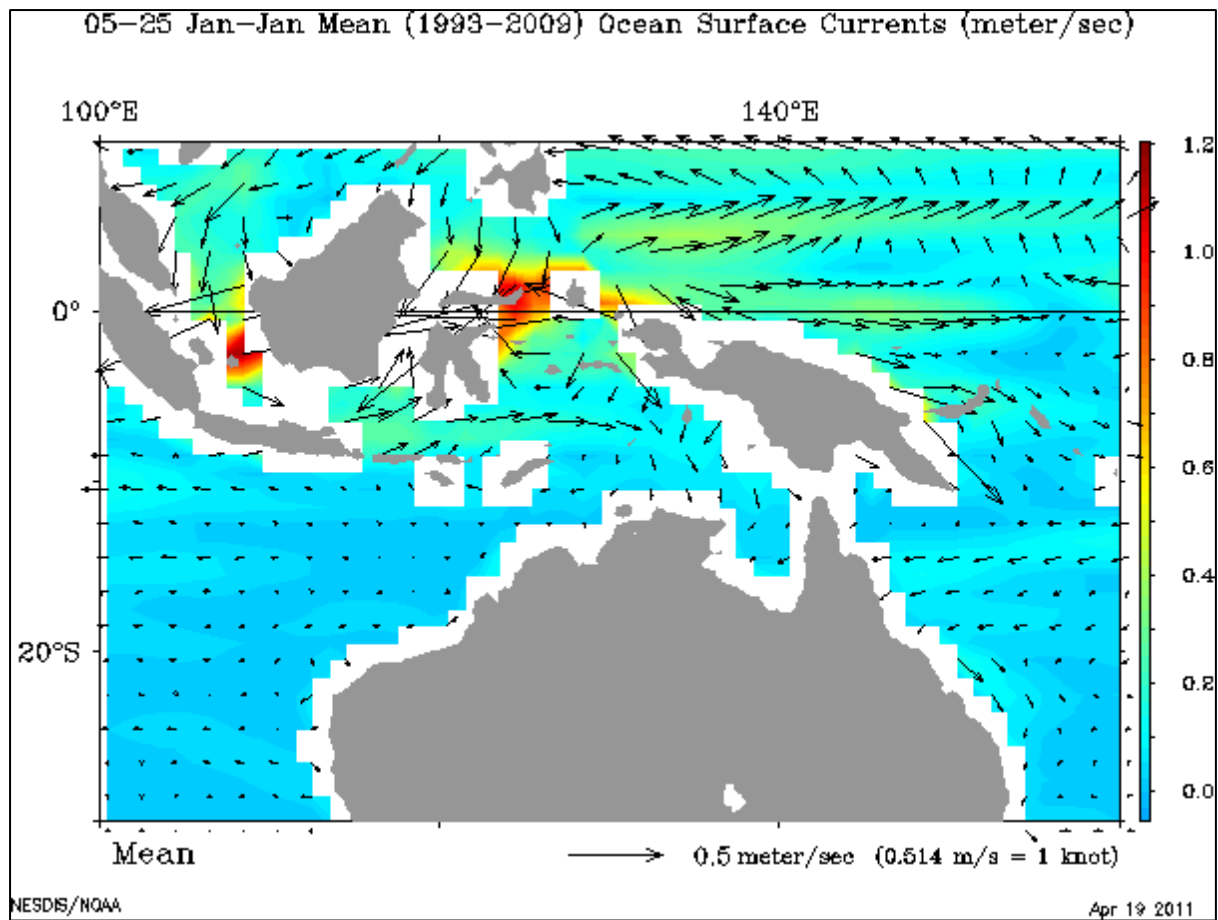 05-25 Jan-Jan Mean (1993-2009) Ocean Surface Currents (meter/sec)
100°E 140°E
1.2
1.0
0°
0.8
0.6
0.4
20°S
0.2
0.0
Mean
0.5 meter/sec (0.514 m/s = 1 knot)
NESDIS/NOAA
Apr 19 2011